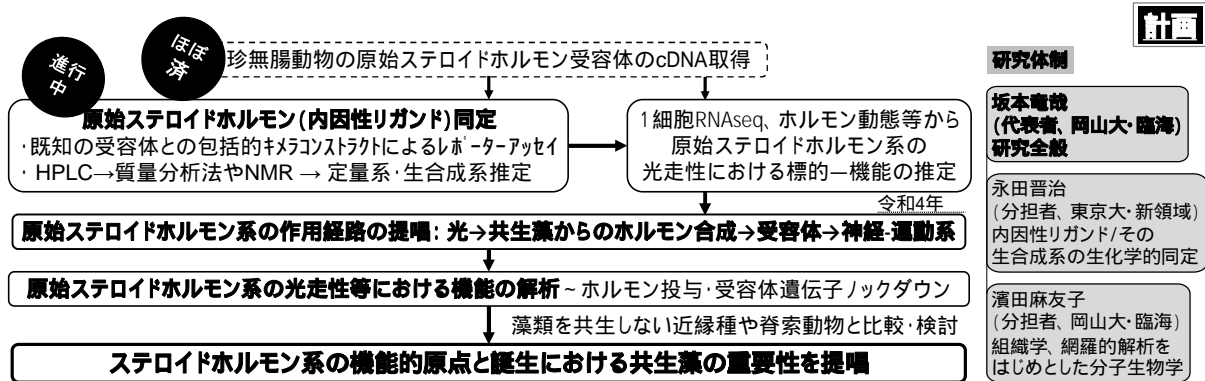 計画
進行
中
ほぼ
済
珍無腸動物の原始ステロイドホルモン受容体のcDNA取得
原始ステロイドホルモン(内因性リガンド)同定
・既知の受容体との包括的ｷﾒﾗｺﾝｽﾄﾗｸﾄによるﾚﾎﾟｰﾀｰｱｯｾｲ
・HPLC→質量分析法やNMR → 定量系・生合成系推定
1細胞RNAseq、ホルモン動態等から
原始ステロイドホルモン系の
光走性における標的―機能の推定
令和4年
原始ステロイドホルモン系の作用経路の提唱: 光→共生藻からのホルモン合成→受容体→神経-運動系
原始ステロイドホルモン系の光走性等における機能の解析 ~ ホルモン投与・受容体遺伝子ノックダウン
藻類を共生しない近縁種や脊索動物と比較・検討
ステロイドホルモン系の機能的原点と誕生における共生藻の重要性を提唱
研究体制
坂本竜哉
(代表者、岡山大・臨海)
研究全般
永田晋治
(分担者、東京大・新領域)
内因性リガンド/その
生合成系の生化学的同定
濱田麻友子
(分担者、岡山大・臨海)
組織学、網羅的解析を
はじめとした分子生物学